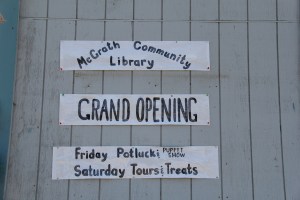 McGrath Community
Library
GRAND OPENING
Friday Potluck; PUPPET SHOW
Saturday Tours; Treats